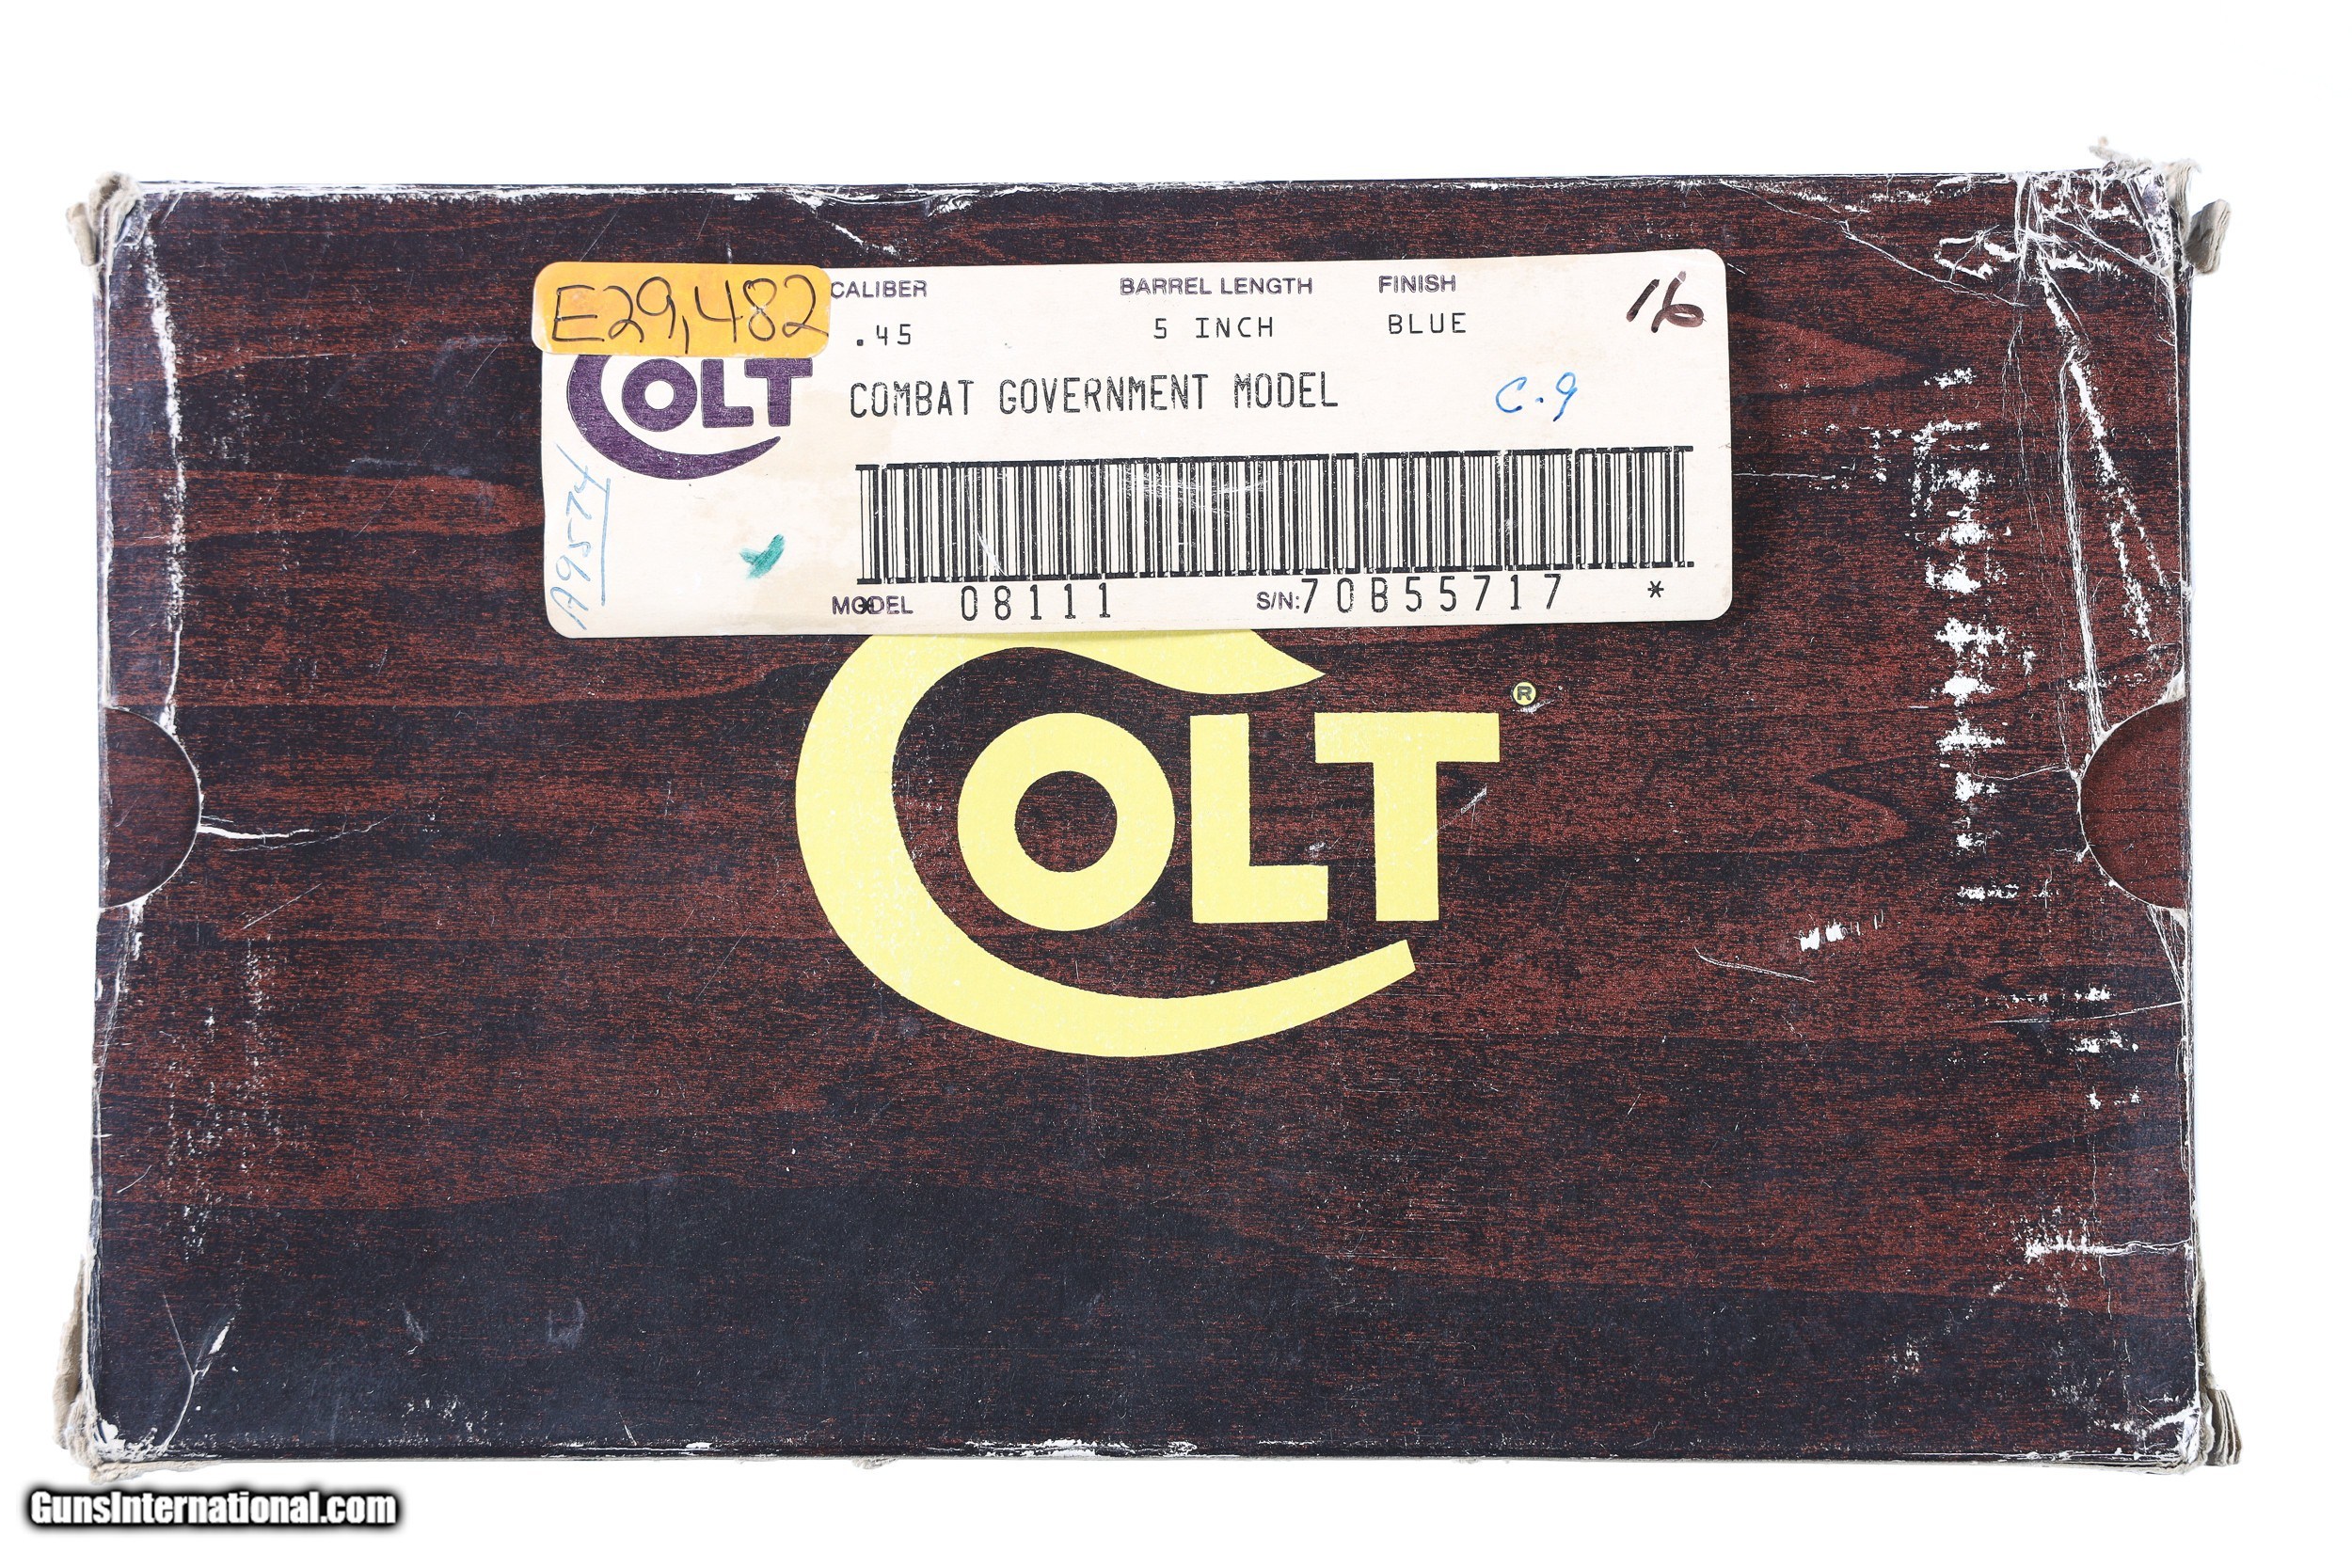 E29,482
CALIBER BARREL LENGTH FINISH
.45 5 INCH BLUE
16
COLT
COMBAT GOVERNMENT MODEL
C-9
A9574
MODEL 08111 S/N: 70B55717 *
COLT®
GunsInternational.com